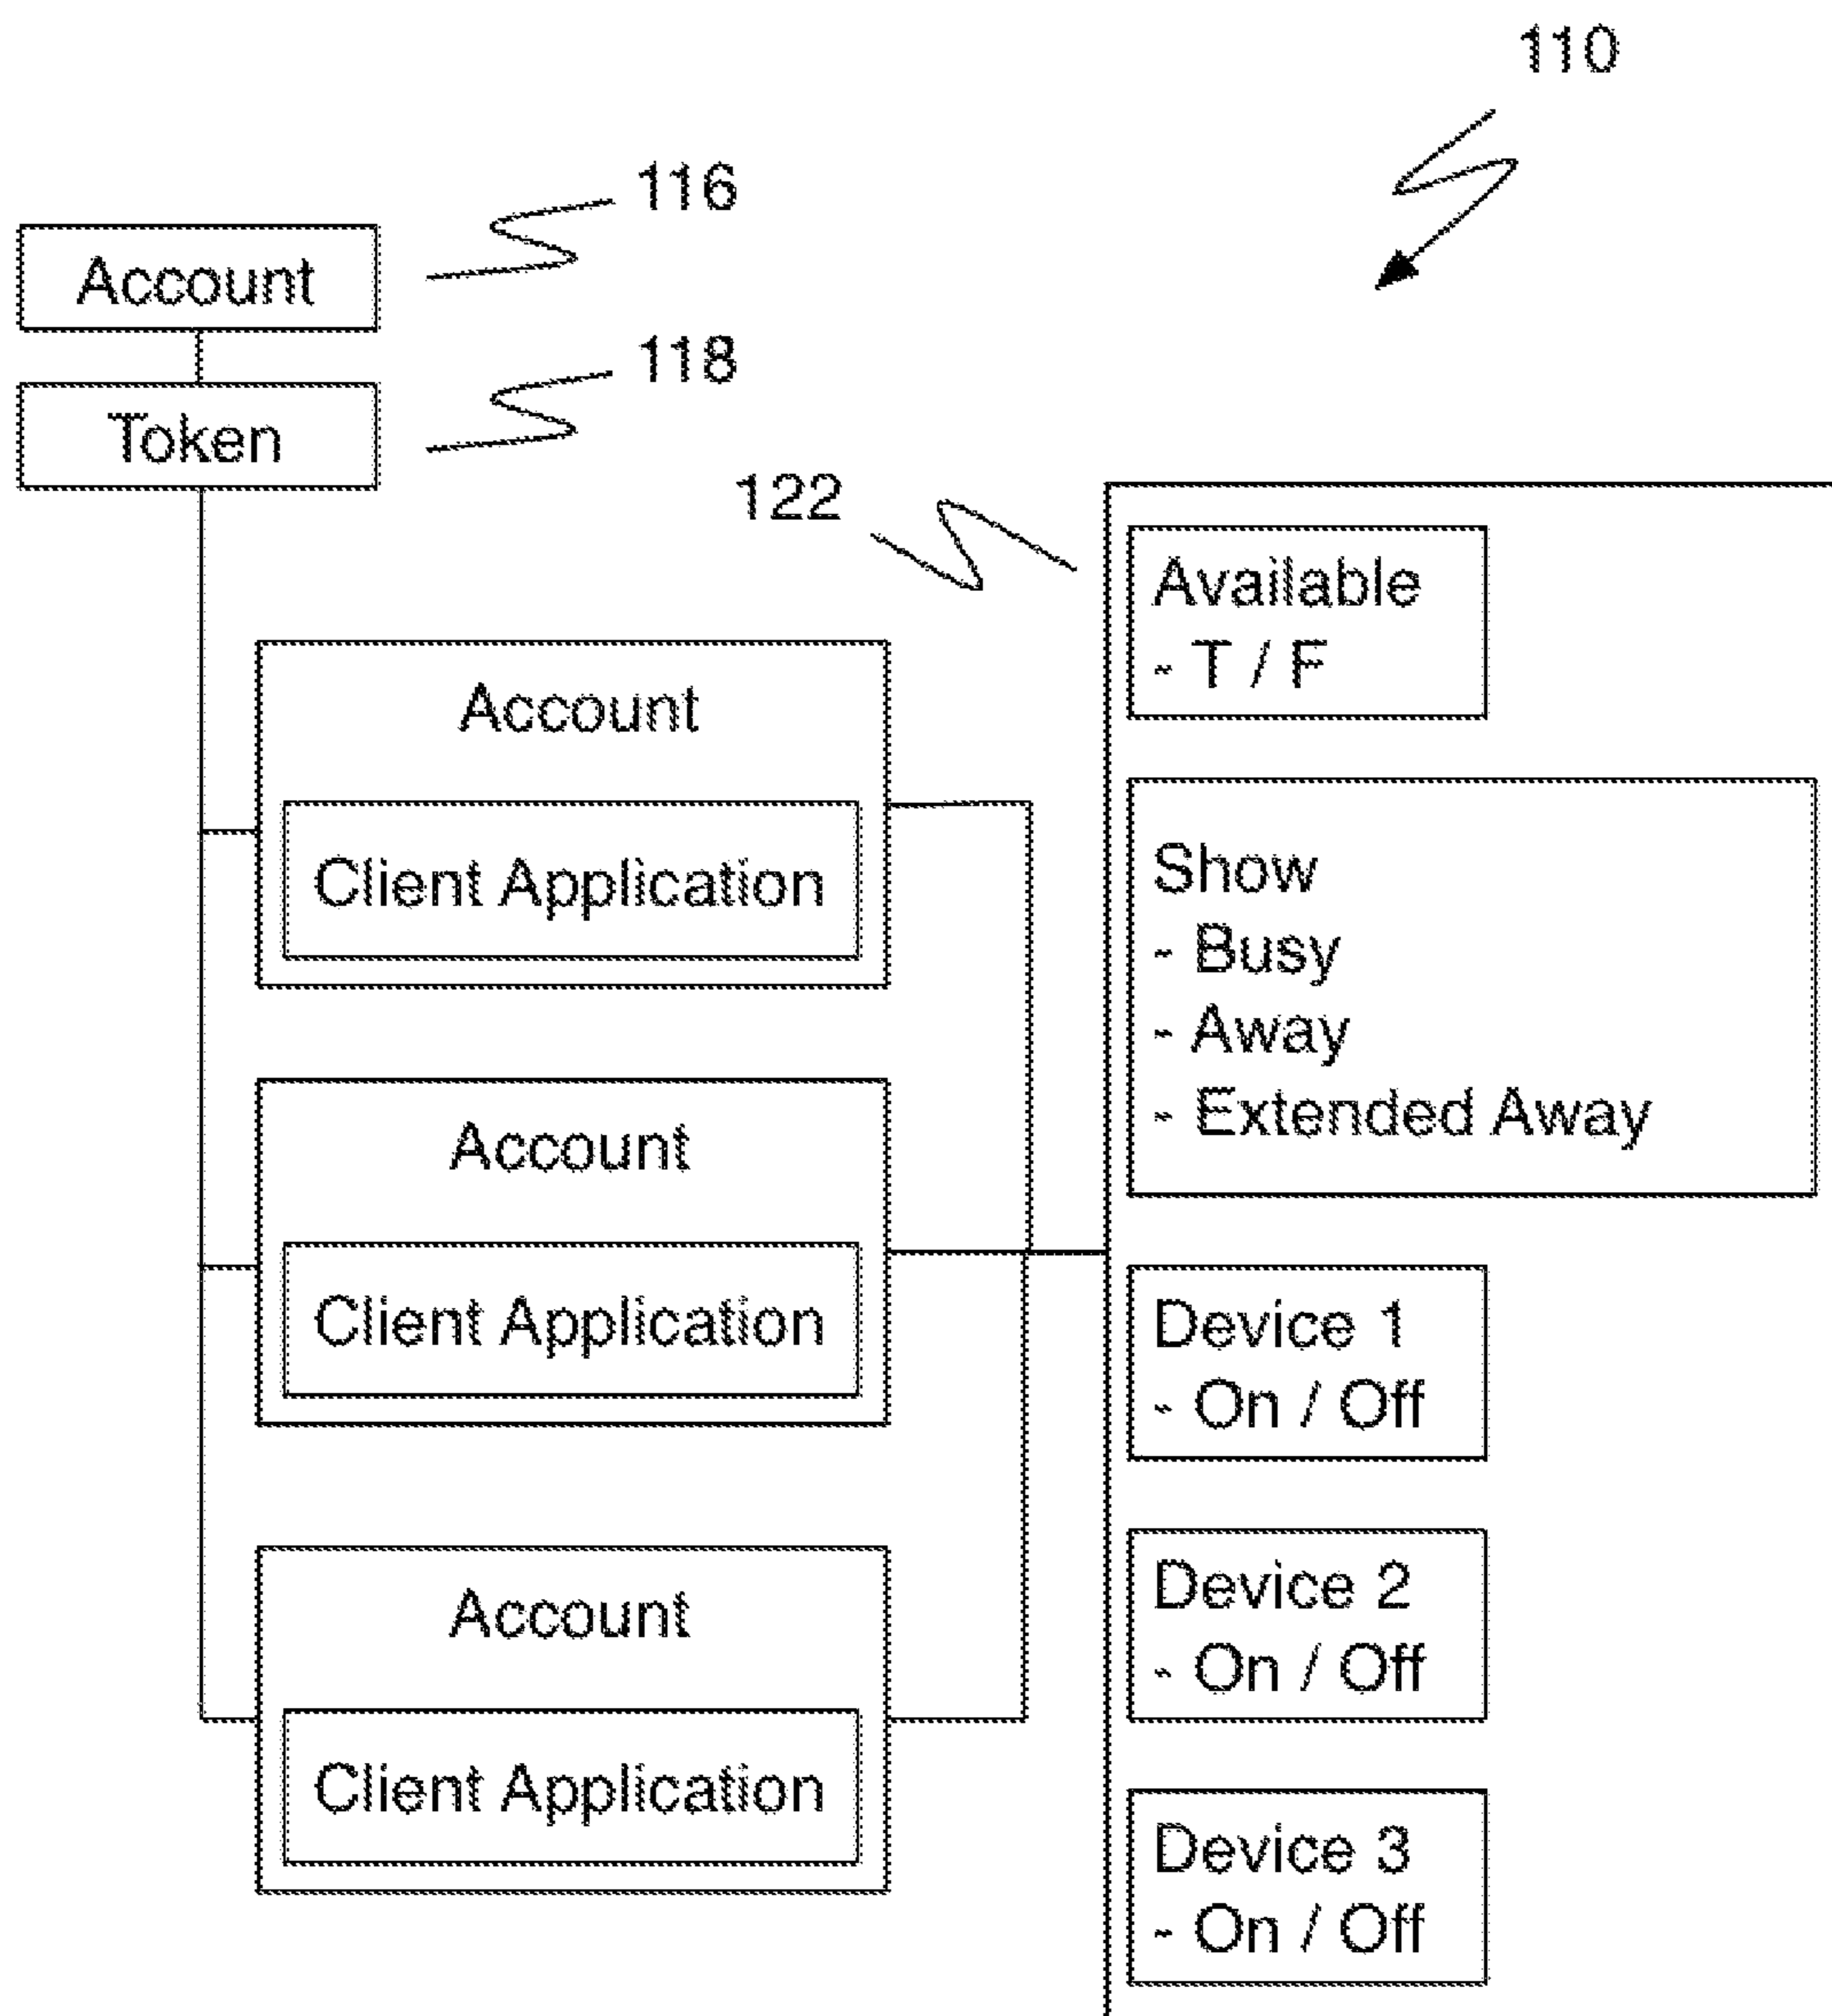 110
116
Account
118
Token
122
Available
- T / F
Account
Client Application
Show
- Busy
- Away
- Extended Away
Account
Client Application
Device 1
- On / Off
Account
Client Application
Device 2
- On / Off
Device 3
- On / Off